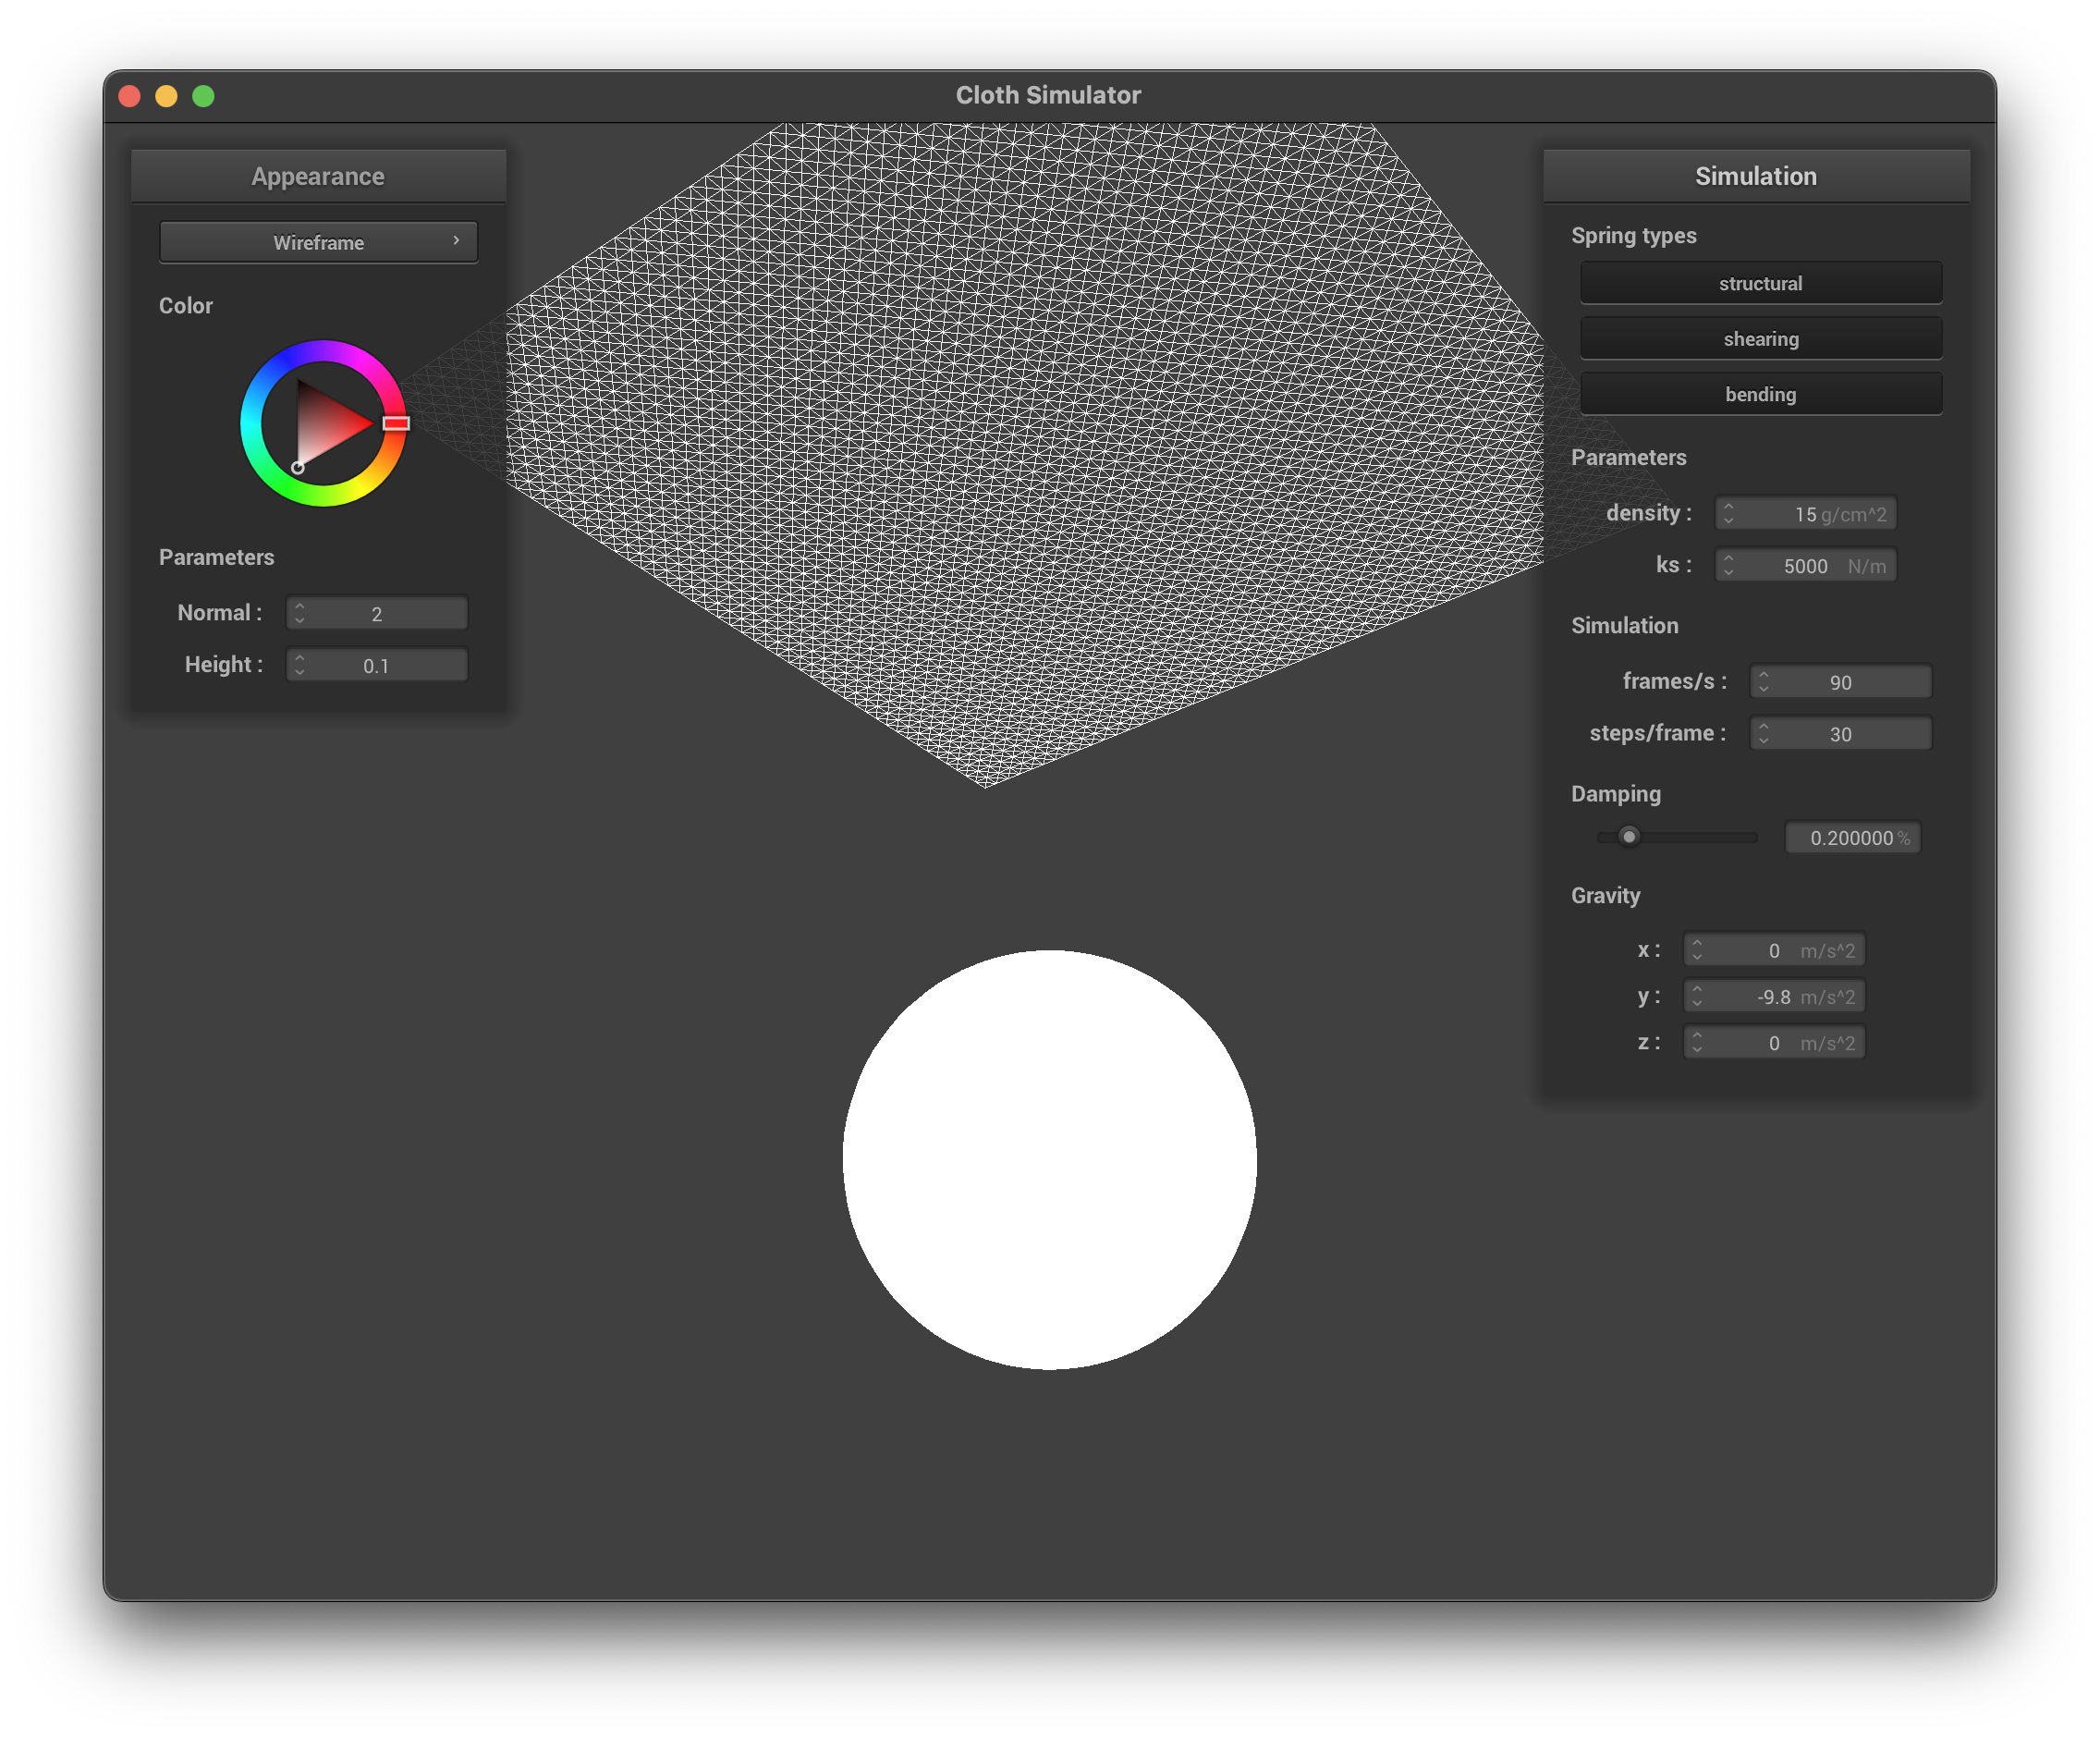 Cloth Simulator
Appearance
Wireframe
Color
Parameters
Normal : 2
Height : 0.1
Simulation
Spring types
structural
shearing
bending
Parameters
density : 15 g/cm^2
ks : 5000 N/m
Simulation
frames/s : 90
steps/frame : 30
Damping
0.200000 %
Gravity
x : 0 m/s^2
y : -9.8 m/s^2
z : 0 m/s^2